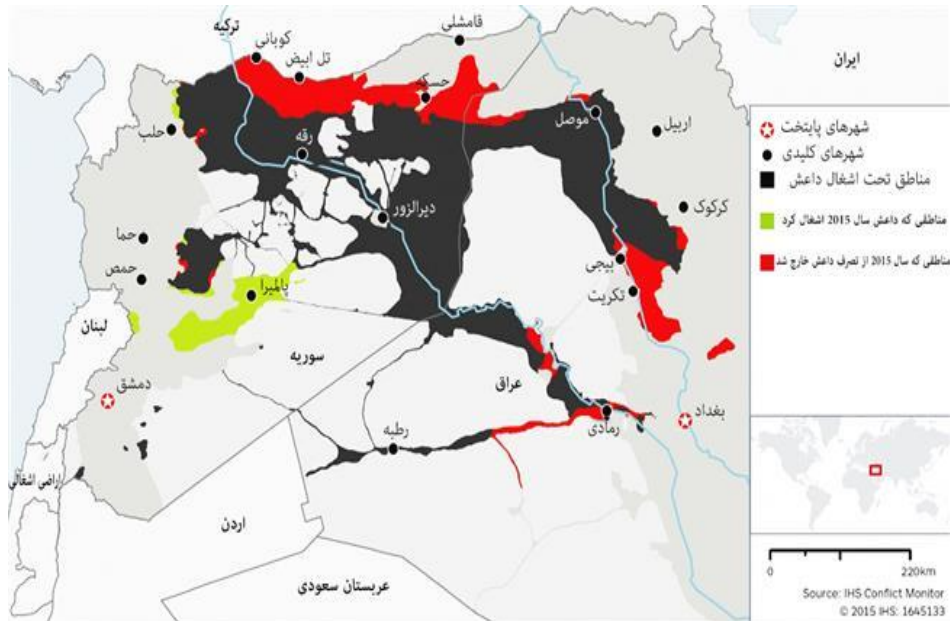 ترکیه
قامشلی
کوبانی
تل ابیض
ایران
حسکه
موصل
اربیل
حلب
رقه
دیرالزور
کرکوک
حما
حمص
پالمیرا
بیجی
تکریت
لبنان
سوریه
عراق
دمشق
بغداد
رمادی
رطبه
اراضی اشغالی
اردن
عربستان سعودی
شهرهای پایتخت
شهرهای کلیدی
مناطق تحت اشغال داعش
مناطقی که داعش سال 2015 اشغال کرد
مناطقی که سال 2015 از تصرف داعش خارج شد
0 220km
Source: IHS Conflict Monitor
© 2015 IHS: 1645133